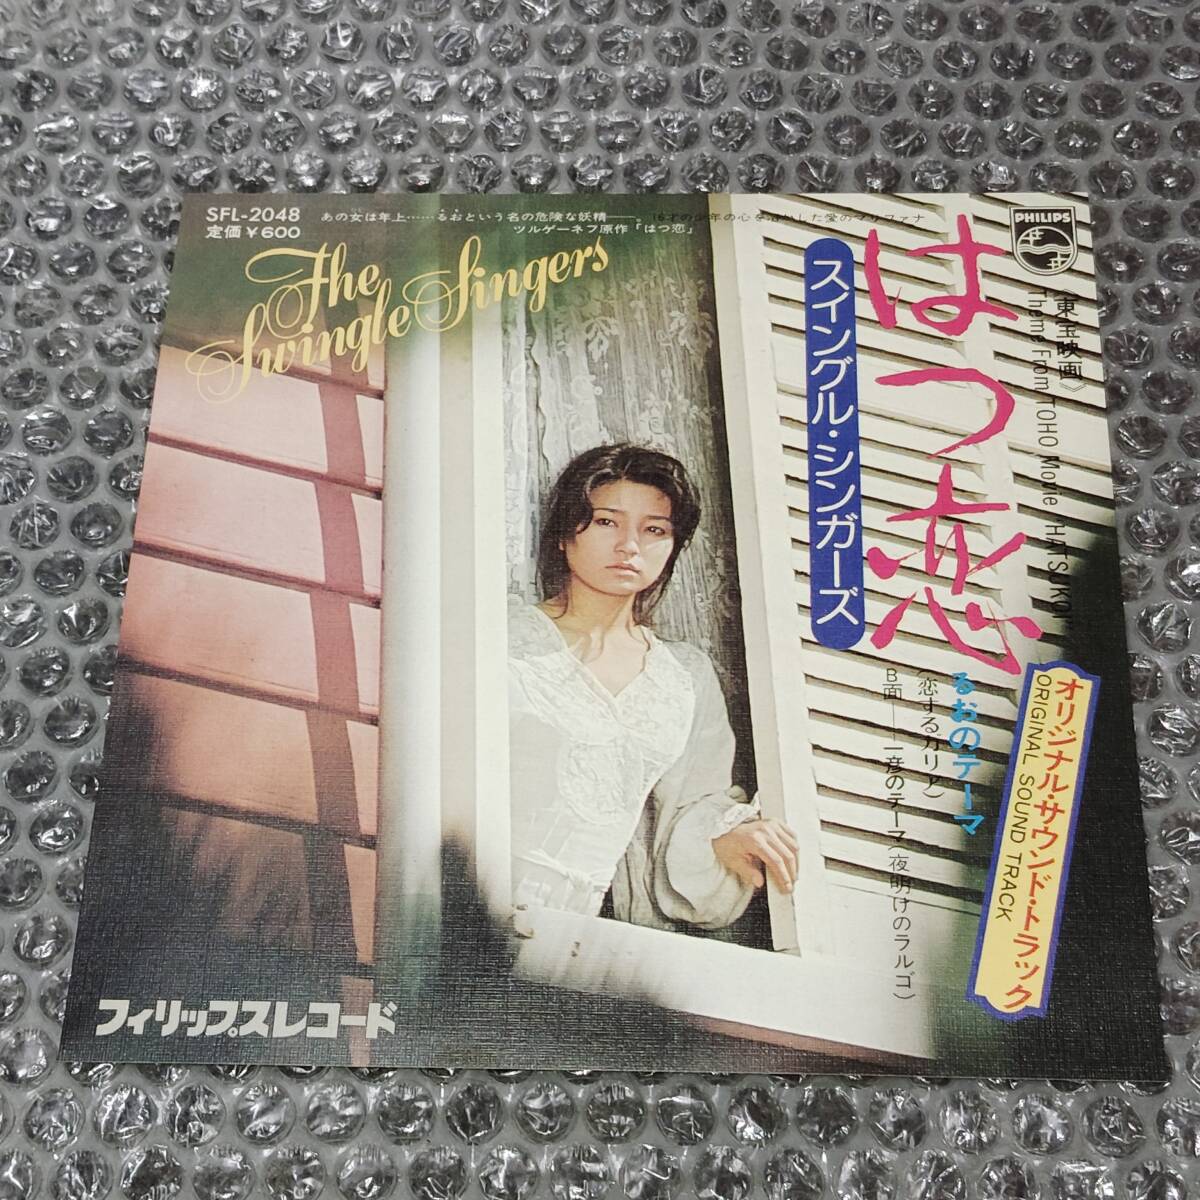 SFL-2048
定価¥600
あの女は年上……るおという名の危険な妖精――。16才の少年の心を
した愛のマリファナ
ツルゲーネフ原作「はつ恋」
The
Swingle Singers
PHILIPS
〈東宝映画〉
Theme From TOHO Movie "HATSUKOI"
はつ恋
スイングル・シンガーズ
るおのテーマ
恋するガリア)
B面――一彦のテーマ(夜明けのラルゴ)
オリジナル・サウンド・トラック
ORIGINAL SOUND TRACK
フィリップスレコード